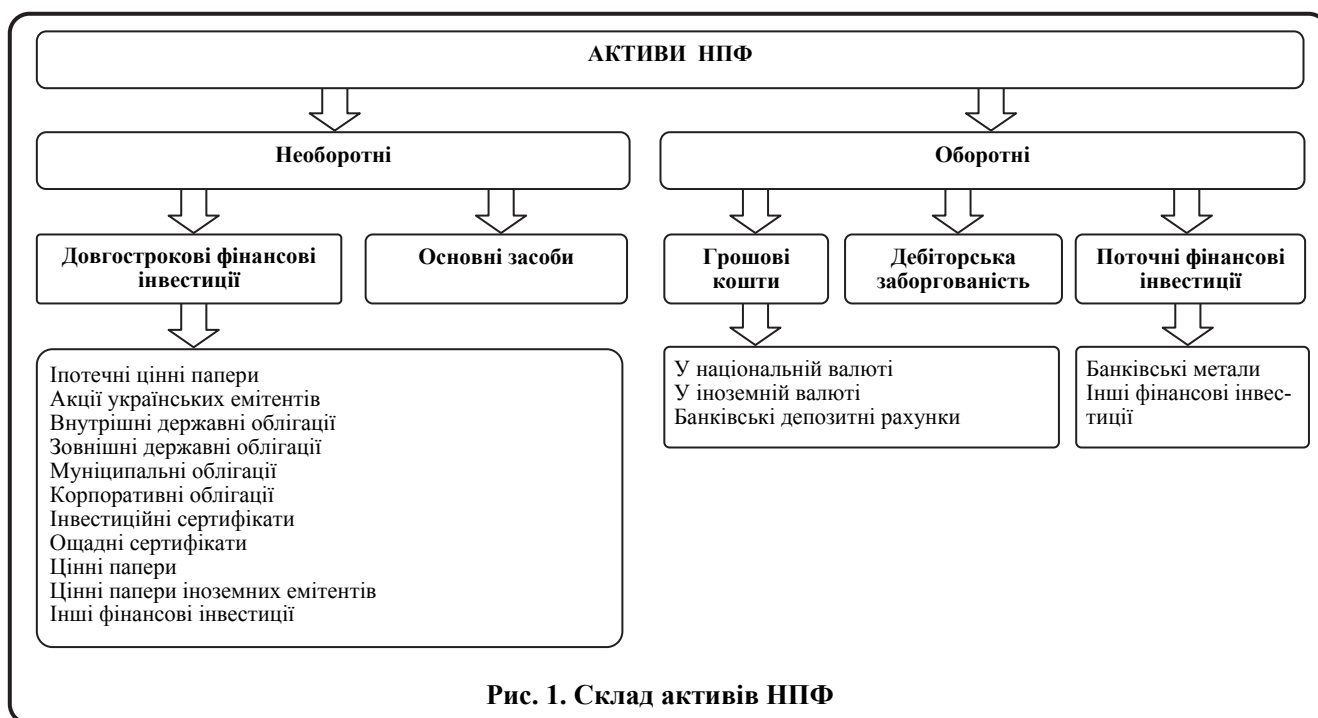 АКТИВИ НПФ
Необоротні
Оборотні
Довгострокові фінансові
інвестиції
Основні засоби
Грошові
кошти
Дебіторська
заборгованість
Поточні фінансові
інвестиції
Іпотечні цінні папери
Акції українських емітентів
Внутрішні державні облігації
Зовнішні державні облігації
Муніципальні облігації
Корпоративні облігації
Інвестиційні сертифікати
Ощадні сертифікати
Цінні папери
Цінні папери іноземних емітентів
Інші фінансові інвестиції
У національній валюті
У іноземній валюті
Банківські депозитні рахунки
Банківські метали
Інші фінансові інвес-
тиції
Рис. 1. Склад активів НПФ